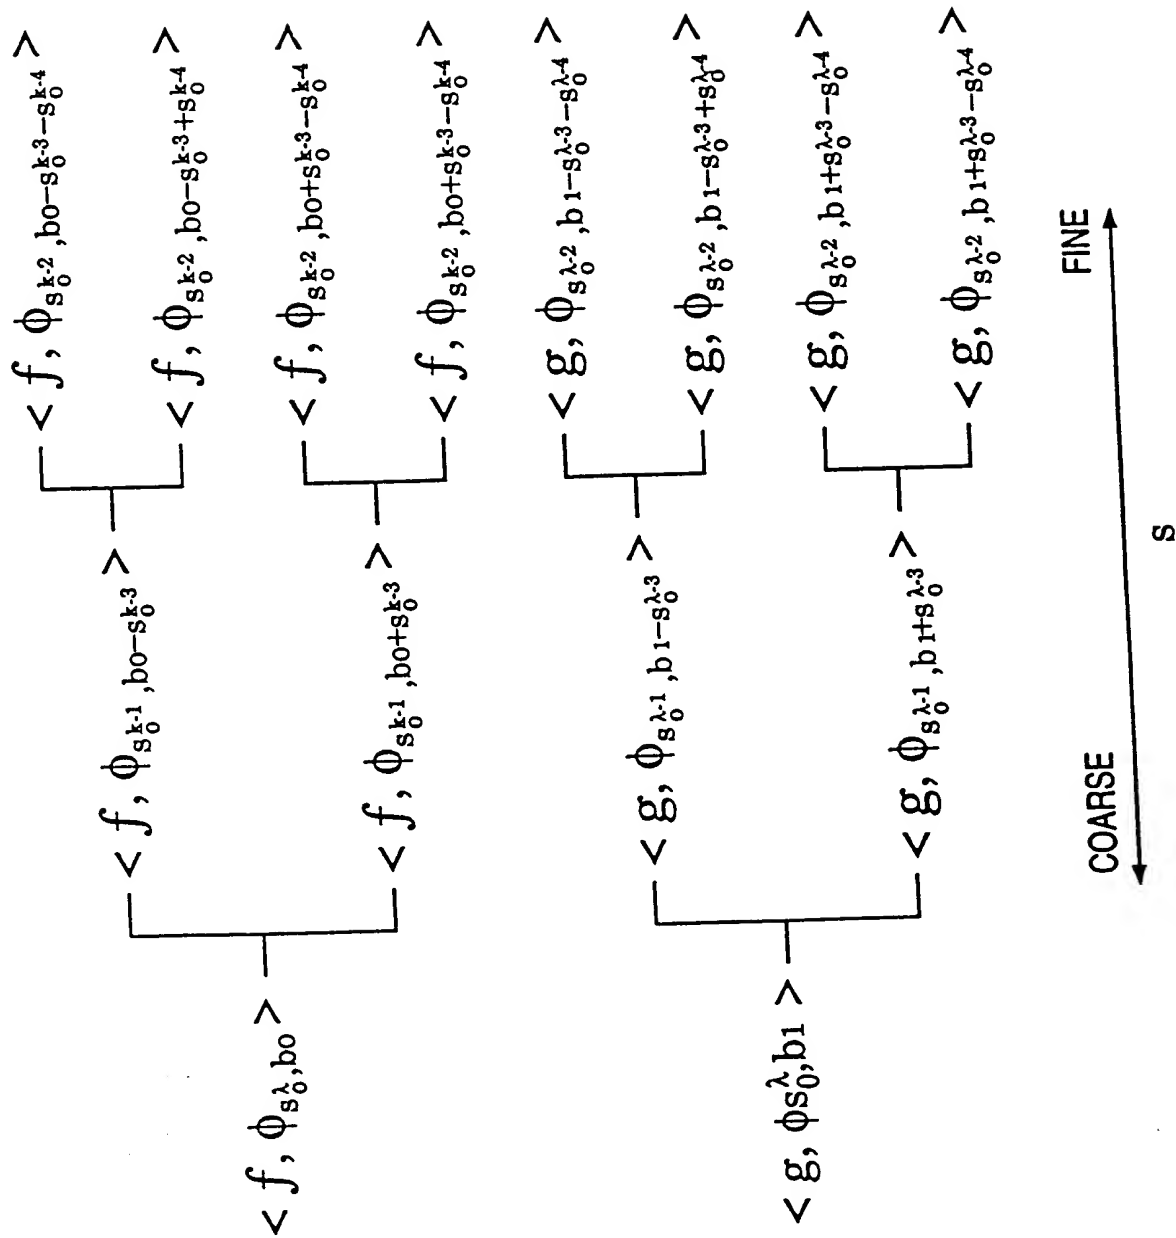 < f, ϕ_{s_0^λ, b0} >
< g, ϕ s_0^λ, b1 >
< f, ϕ_{s_0^{k-1}, b0−s_0^{k-3}} >
< f, ϕ_{s_0^{k-1}, b0+s_0^{k-3}} >
< g, ϕ_{s_0^{λ-1}, b1−s_0^{λ-3}} >
< g, ϕ_{s_0^{λ-1}, b1+s_0^{λ-3}} >
< f, ϕ_{s_0^{k-2}, b0−s_0^{k-3}−s_0^{k-4}} >
< f, ϕ_{s_0^{k-2}, b0−s_0^{k-3}+s_0^{k-4}} >
< f, ϕ_{s_0^{k-2}, b0+s_0^{k-3}−s_0^{k-4}} >
< f, ϕ_{s_0^{k-2}, b0+s_0^{k-3}−s_0^{k-4}} >
< g, ϕ_{s_0^{λ-2}, b1−s_0^{λ-3}−s_0^{λ-4}} >
< g, ϕ_{s_0^{λ-2}, b1−s_0^{λ-3}+s_0^{λ-4}} >
< g, ϕ_{s_0^{λ-2}, b1+s_0^{λ-3}−s_0^{λ-4}} >
< g, ϕ_{s_0^{λ-2}, b1+s_0^{λ-3}−s_0^{λ-4}} >
COARSE
FINE
S